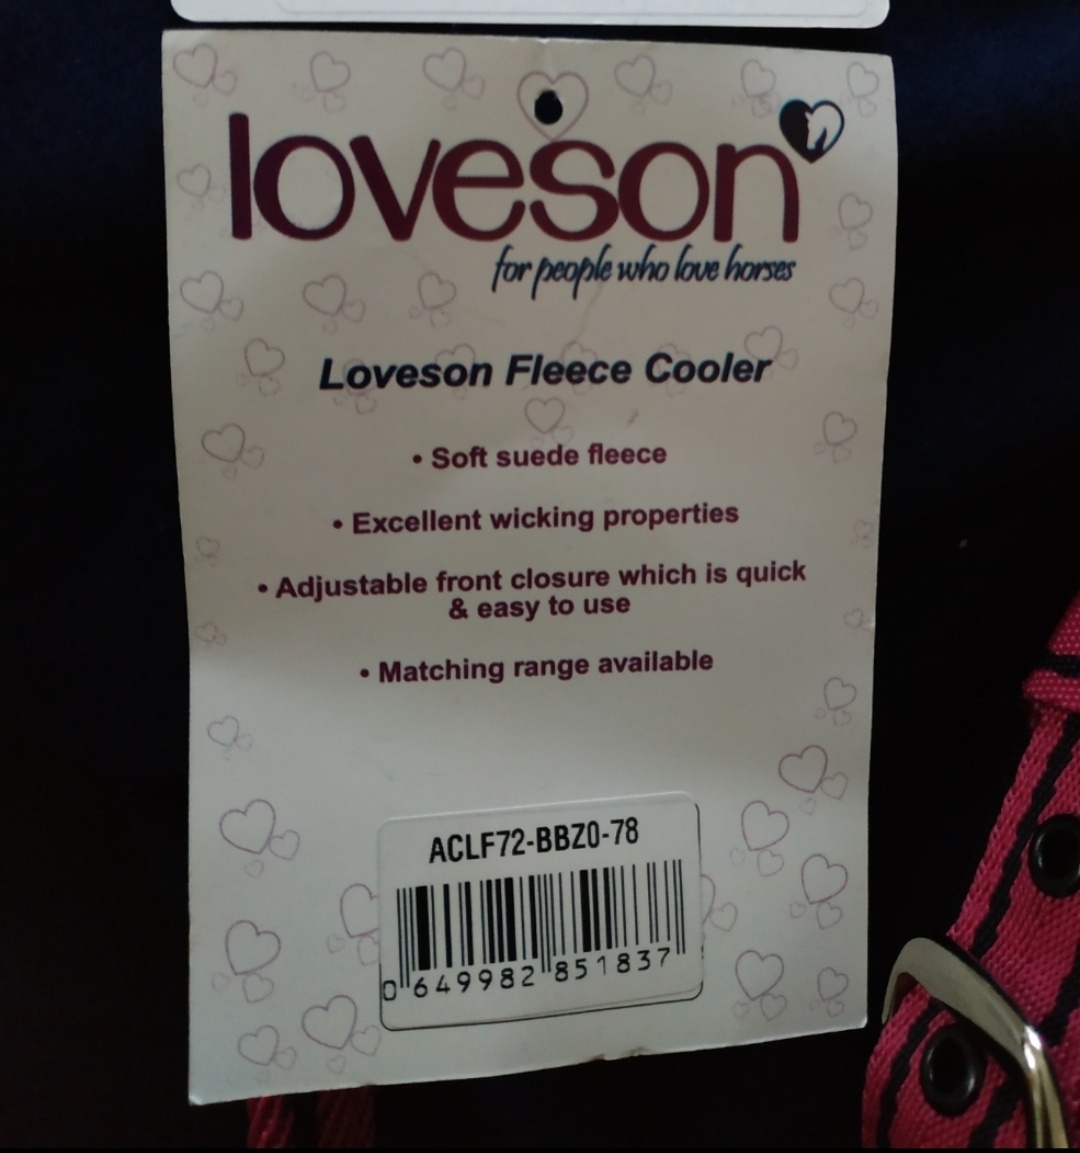 loveson
for people who love horses
Loveson Fleece Cooler
• Soft suede fleece
• Excellent wicking properties
• Adjustable front closure which is quick
& easy to use
• Matching range available
ACLF72-BBZ0-78
0 649982 851837